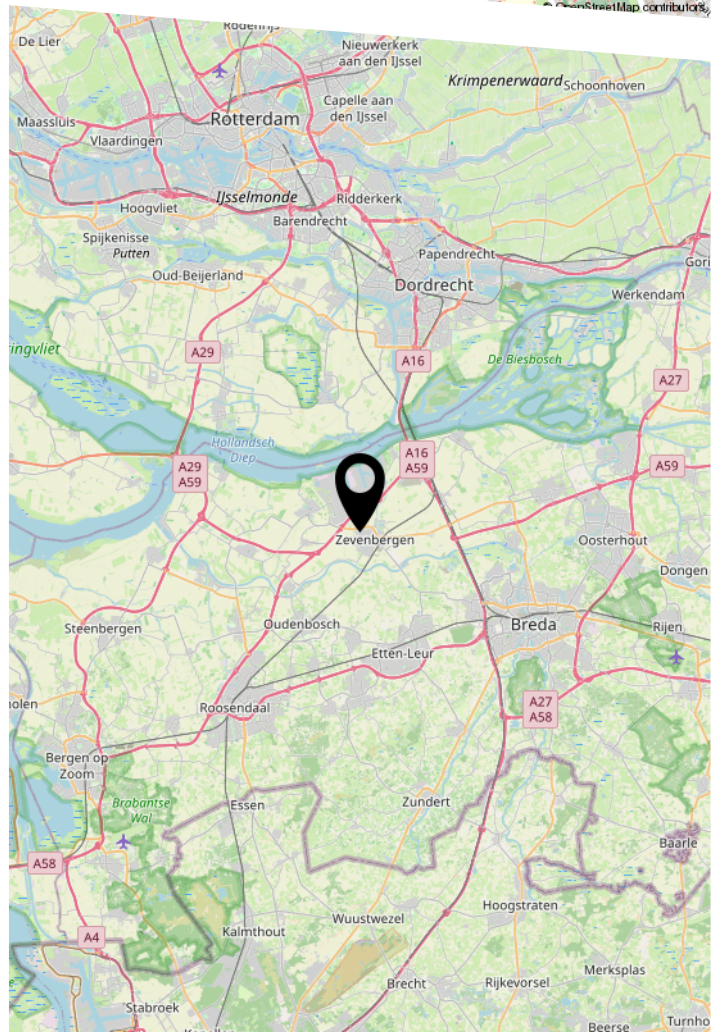 © OpenStreetMap contributors
De Lier
Nieuwerkerk
aan den IJssel
Krimpenerwaard
Schoonhoven
Capelle aan
den IJssel
Maassluis
Rotterdam
Vlaardingen
IJsselmonde
Ridderkerk
Hoogvliet
Barendrecht
Spijkenisse
Putten
Papendrecht
Oud-Beijerland
Dordrecht
Werkendam
A29
A16
De Biesbosch
A27
Hollandsch
Diep
A29
A59
A16
A59
A59
Zevenbergen
Oosterhout
Dongen
Steenbergen
Oudenbosch
Breda
Rijen
Etten-Leur
Roosendaal
A27
A58
Bergen op
Zoom
Brabantse
Wal
Essen
Zundert
Baarle
A58
Hoogstraten
Wuustwezel
A4
Kalmthout
Merksplas
Brecht
Rijkevorsel
Stabroek
Beerse